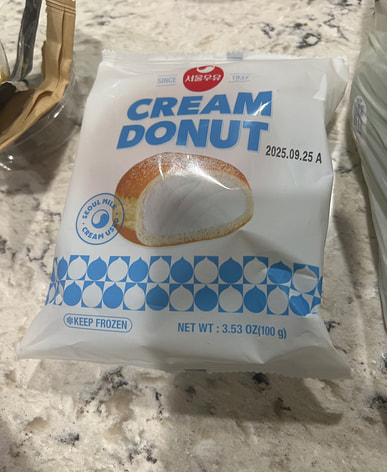 SINCE 서울우유 1937
CREAM
DONUT
2025.09.25 A
SEOUL MILK
CREAM USED
❄KEEP FROZEN
NET WT : 3.53 OZ(100 g)